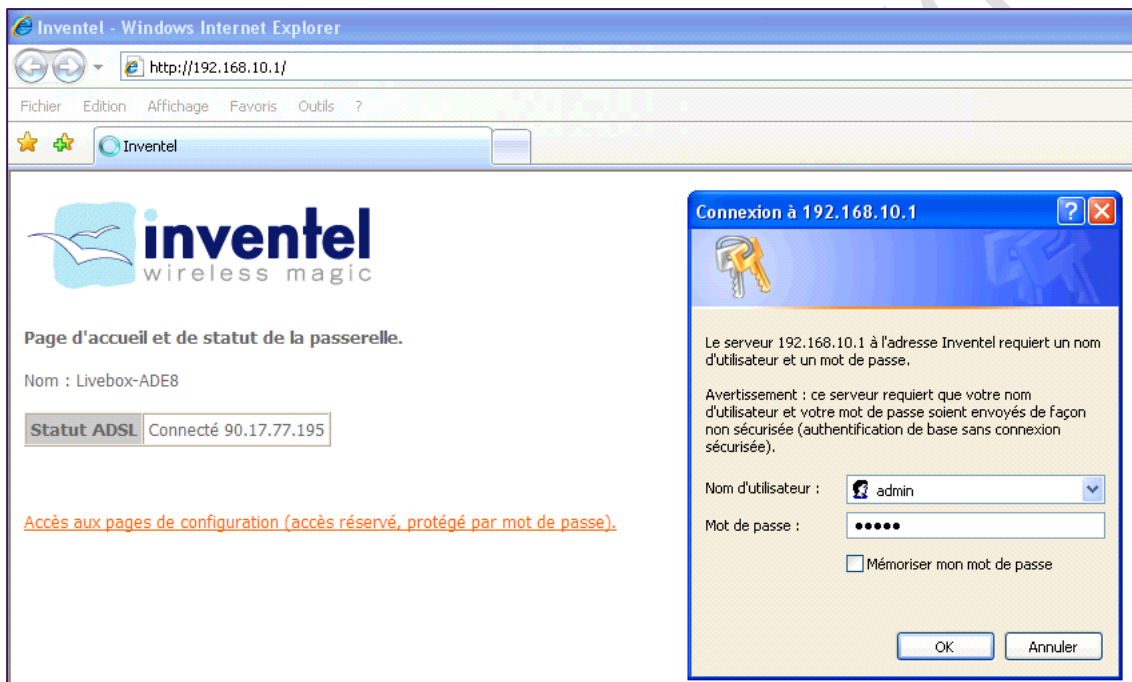 Inventel - Windows Internet Explorer
http://192.168.10.1/
Fichier Edition Affichage Favoris Outils ?
Inventel
inventel
wireless magic
Page d'accueil et de statut de la passerelle.
Nom : Livebox-ADE8
Statut ADSL Connecté 90.17.77.195
Accès aux pages de configuration (accès réservé, protégé par mot de passe).
Connexion à 192.168.10.1
Le serveur 192.168.10.1 à l'adresse Inventel requiert un nom
d'utilisateur et un mot de passe.
Avertissement : ce serveur requiert que votre nom
d'utilisateur et votre mot de passe soient envoyés de façon
non sécurisée (authentification de base sans connexion
sécurisée).
Nom d'utilisateur : admin
Mot de passe : •••••
Mémoriser mon mot de passe
OK Annuler